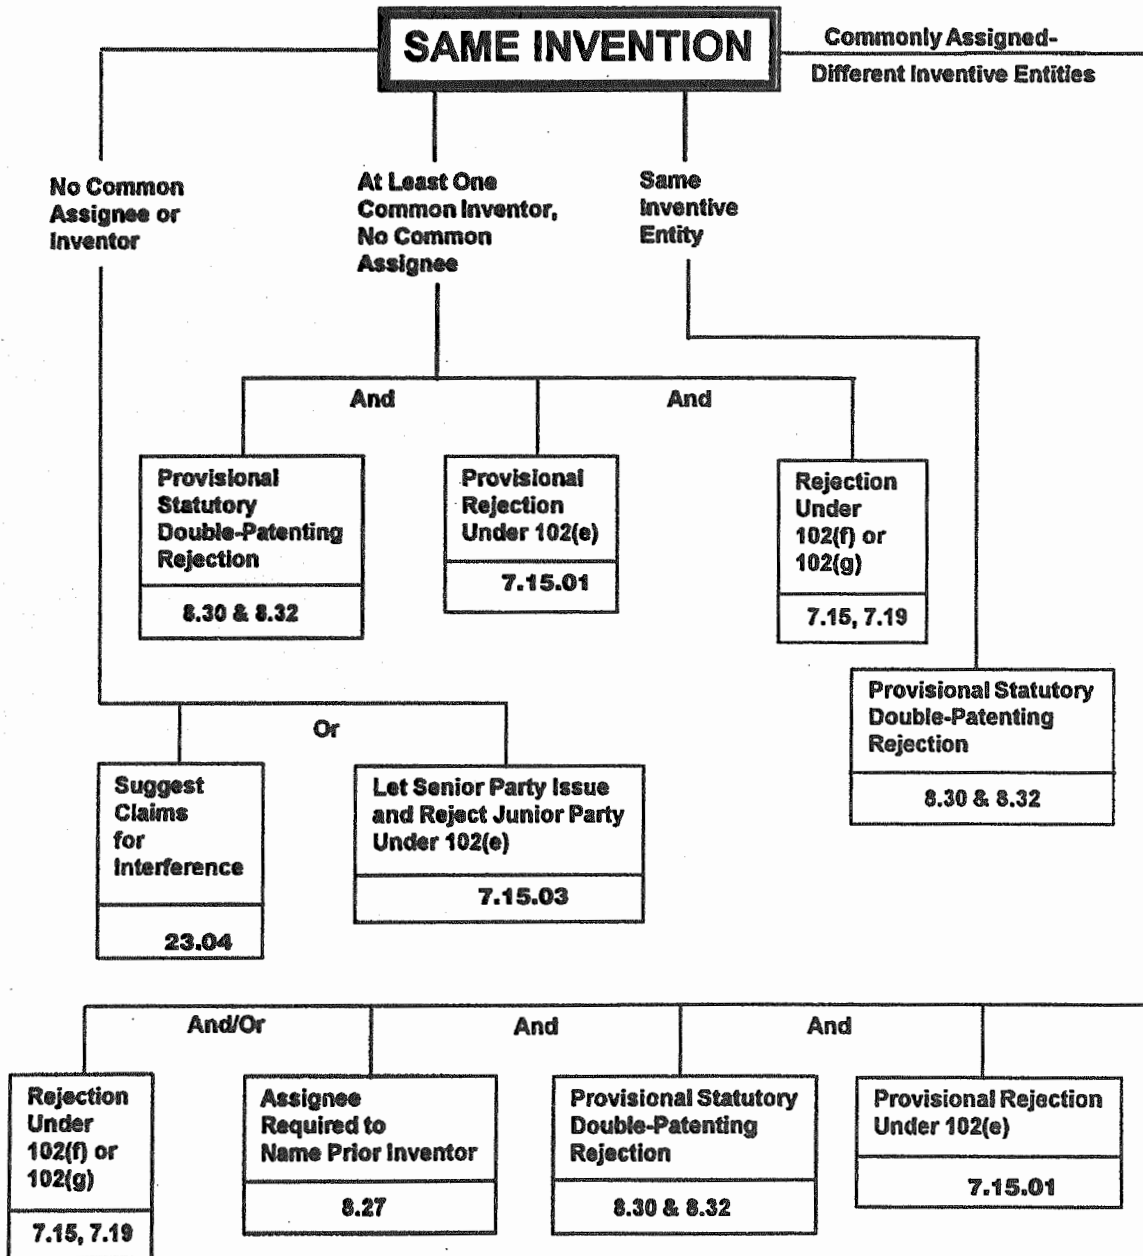 SAME INVENTION
Commonly Assigned-
Different Inventive Entities
No Common
Assignee or
Inventor
At Least One
Common Inventor,
No Common
Assignee
Same
Inventive
Entity
And
And
Provisional
Statutory
Double-Patenting
Rejection
8.30 & 8.32
Provisional
Rejection
Under 102(e)
7.15.01
Rejection
Under
102(f) or
102(g)
7.15, 7.19
Provisional Statutory
Double-Patenting
Rejection
8.30 & 8.32
Or
Suggest
Claims
for
Interference
23.04
Let Senior Party Issue
and Reject Junior Party
Under 102(e)
7.15.03
And/Or
And
And
Rejection
Under
102(f) or
102(g)
7.15, 7.19
Assignee
Required to
Name Prior Inventor
8.27
Provisional Statutory
Double-Patenting
Rejection
8.30 & 8.32
Provisional Rejection
Under 102(e)
7.15.01